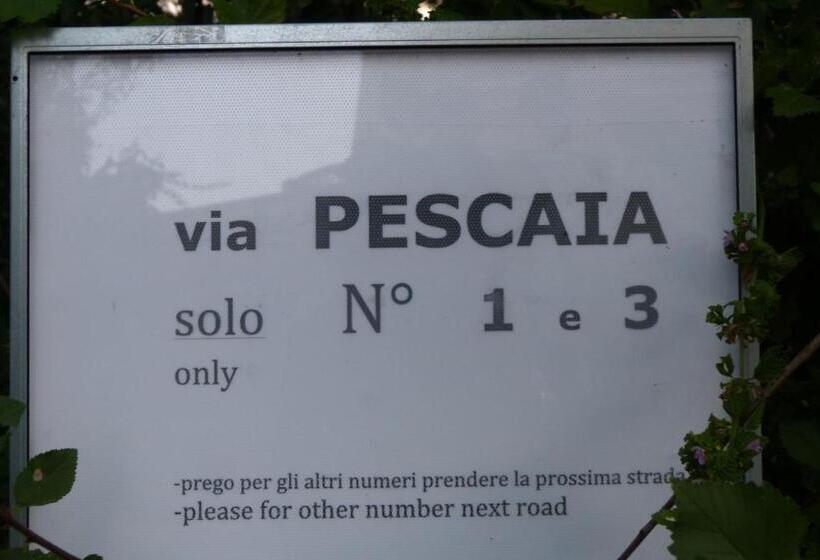 via PESCAIA
solo N° 1 e 3
only
-prego per gli altri numeri prendere la prossima strada
-please for other number next road